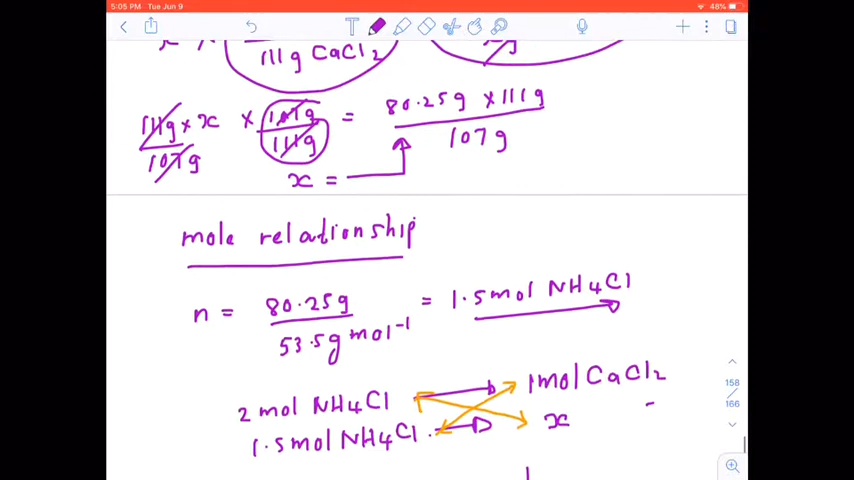 5:05 PM Tue Jun 9
48%
111g CaCl2
111g × x × 107g / 111g = 80.25g × 111g
107g 107g
x =
mole relationship
n = 80.25g = 1.5mol NH4Cl
53.5g mol-1
2 mol NH4Cl 1mol CaCl2
1.5mol NH4Cl x
158
166